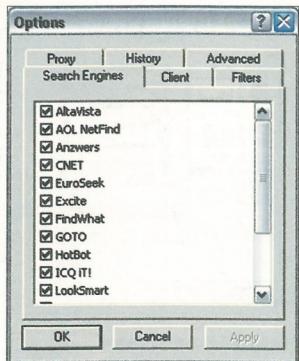 Options
Proxy History Advanced
Search Engines Client Filters
AltaVista
AOL NetFind
Anzwers
CNET
EuroSeek
Excite
FindWhat
GOTO
HotBot
ICQ iT!
LookSmart
OK Cancel Apply